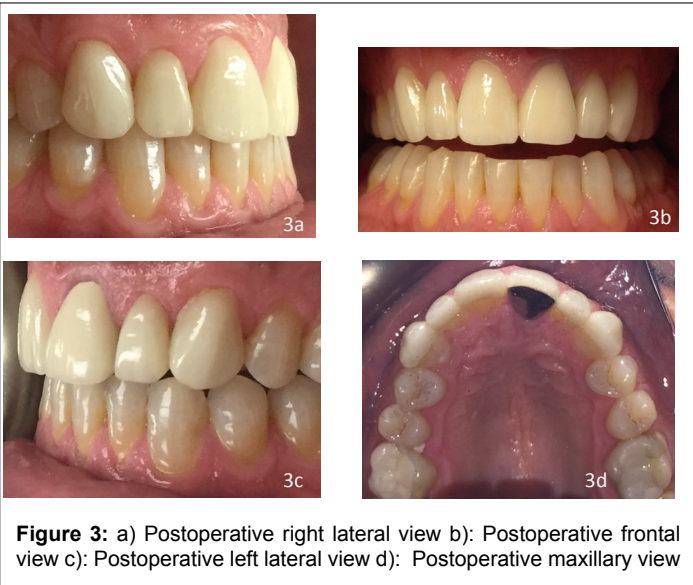 3a
3b
3c
3d
Figure 3: a) Postoperative right lateral view b): Postoperative frontal
view c): Postoperative left lateral view d): Postoperative maxillary view